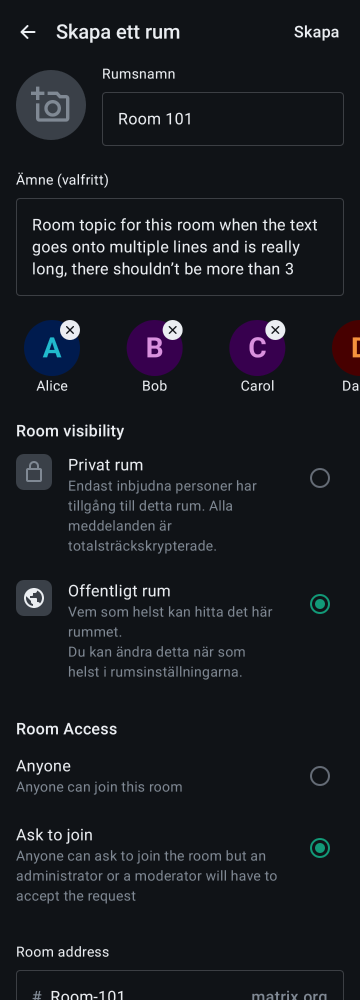 Skapa ett rum
Skapa
Rumsnamn
Room 101
Ämne (valfritt)
Room topic for this room when the text
goes onto multiple lines and is really
long, there shouldn’t be more than 3
A
B
C
Alice
Bob
Carol
Da
Room visibility
Privat rum
Endast inbjudna personer har
tillgång till detta rum. Alla
meddelanden är
totalsträckskrypterade.
Offentligt rum
Vem som helst kan hitta det här
rummet.
Du kan ändra detta när som
helst i rumsinställningarna.
Room Access
Anyone
Anyone can join this room
Ask to join
Anyone can ask to join the room but an
administrator or a moderator will have to
accept the request
Room address
# Room-101
matrix.org